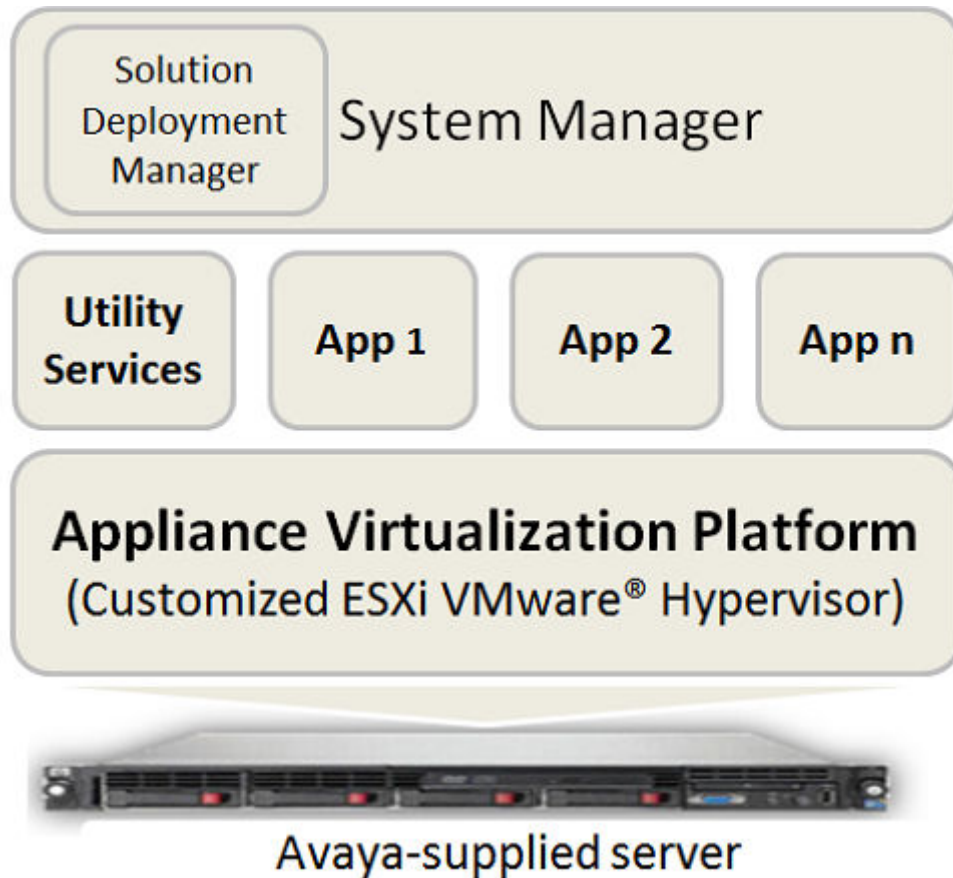 Solution
Deployment
Manager
System Manager
Utility
Services
App 1
App 2
App n
Appliance Virtualization Platform
(Customized ESXi VMware® Hypervisor)
Avaya-supplied server